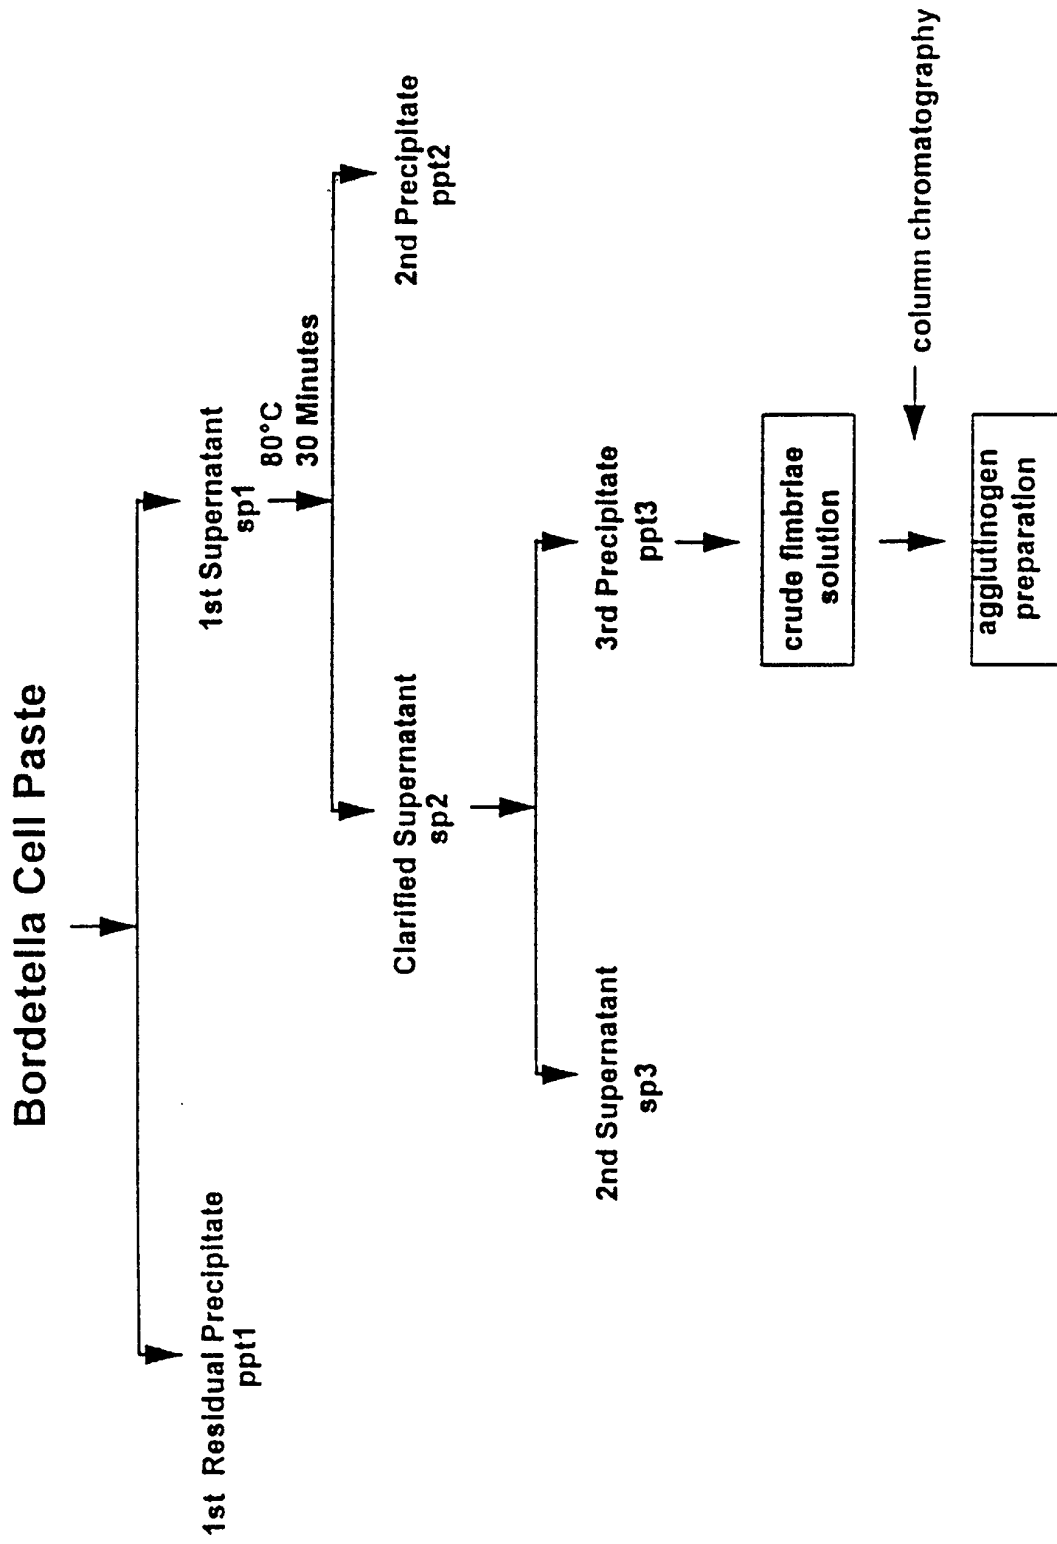 Bordetella Cell Paste
1st Residual Precipitate
ppt1
1st Supernatant
sp1
80°C
30 Minutes
Clarified Supernatant
sp2
2nd Precipitate
ppt2
2nd Supernatant
sp3
3rd Precipitate
ppt3
crude fimbriae
solution
column chromatography
agglutinogen
preparation